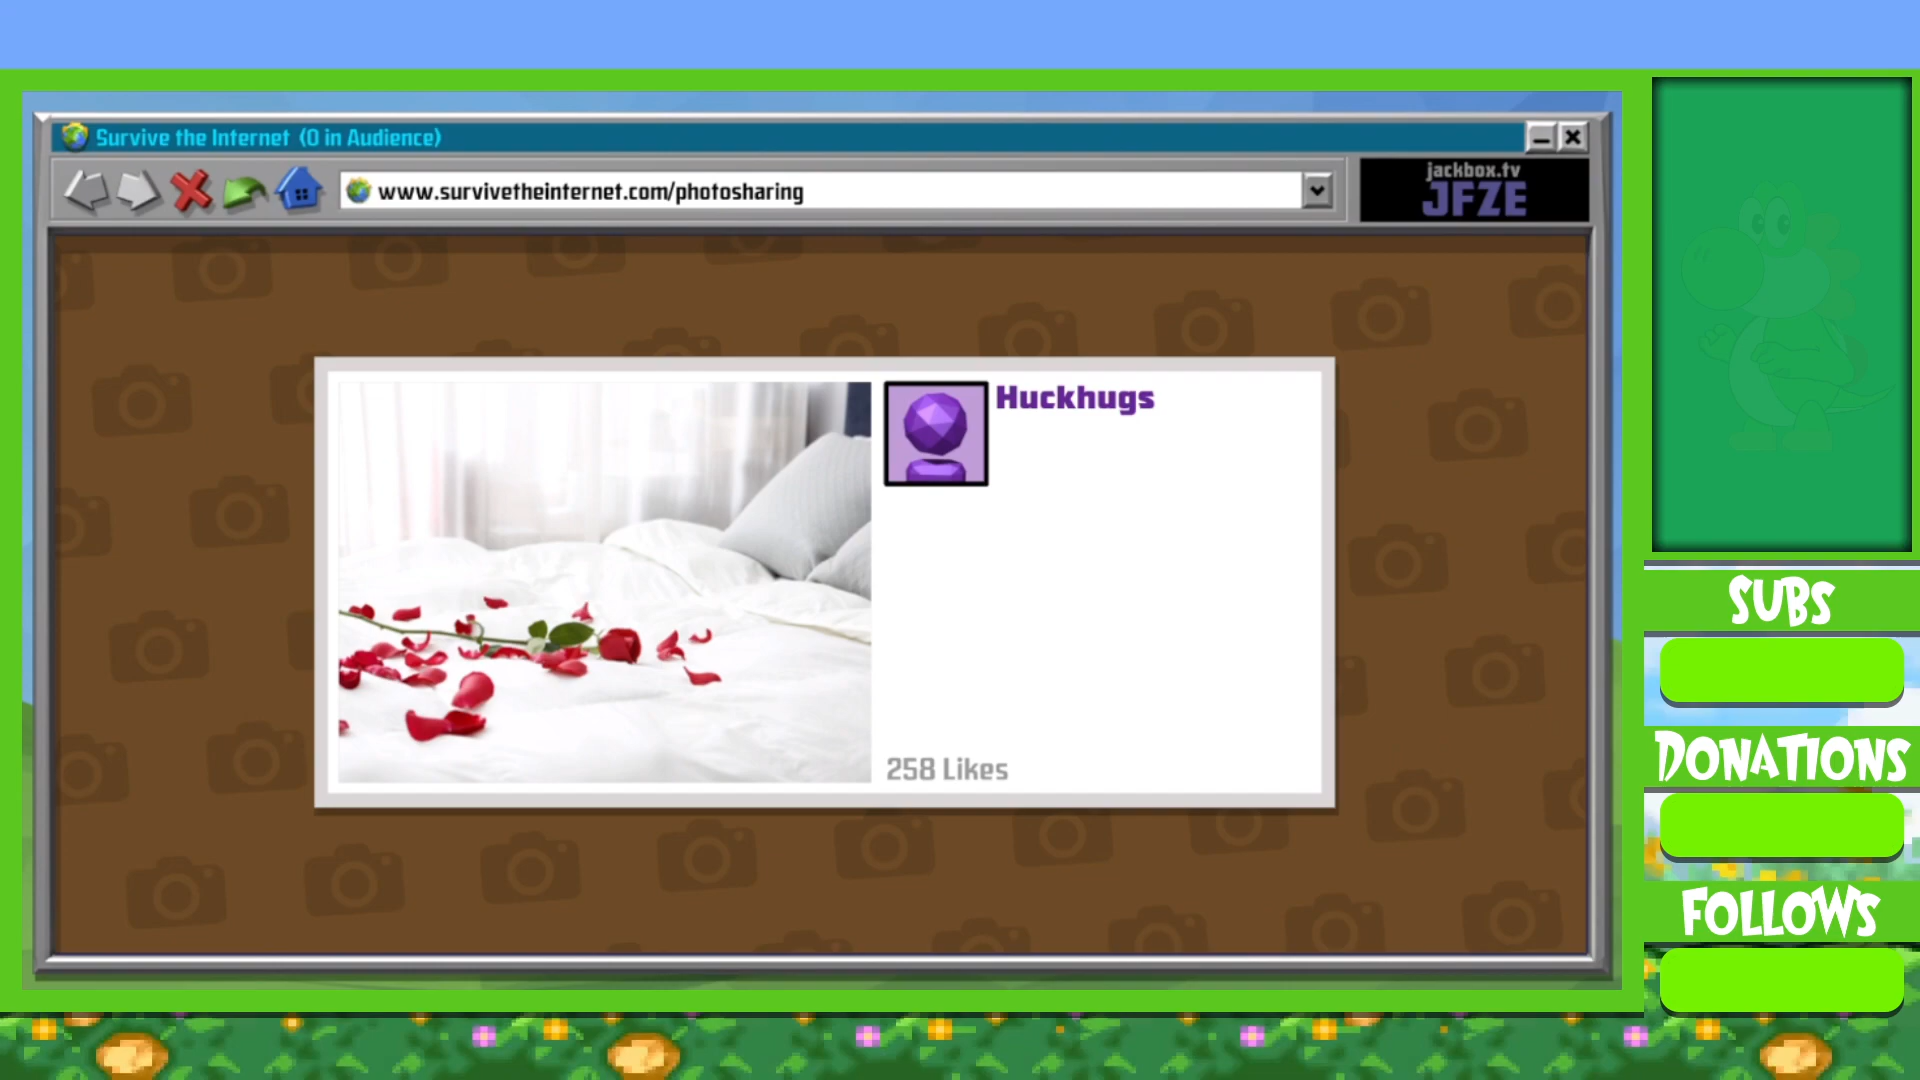 Survive the Internet (0 in Audience)
www.survivetheinternet.com/photosharing
jackbox.tv
JFZE
Huckhugs
258 Likes
SUBS
DONATIONS
FOLLOWS